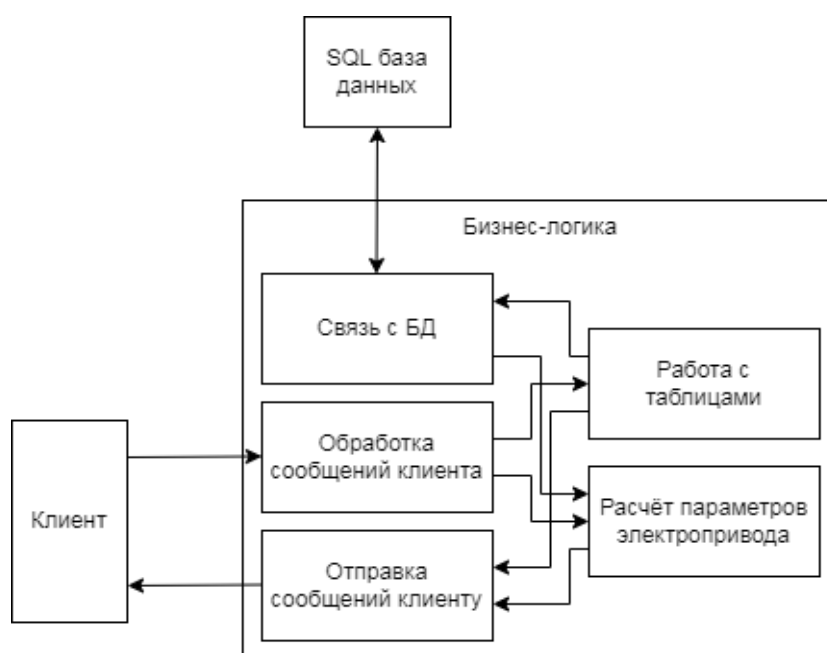 SQL база
данных
Бизнес-логика
Связь с БД
Работа с
таблицами
Обработка
сообщений клиента
Клиент
Расчёт параметров
электропривода
Отправка
сообщений клиенту